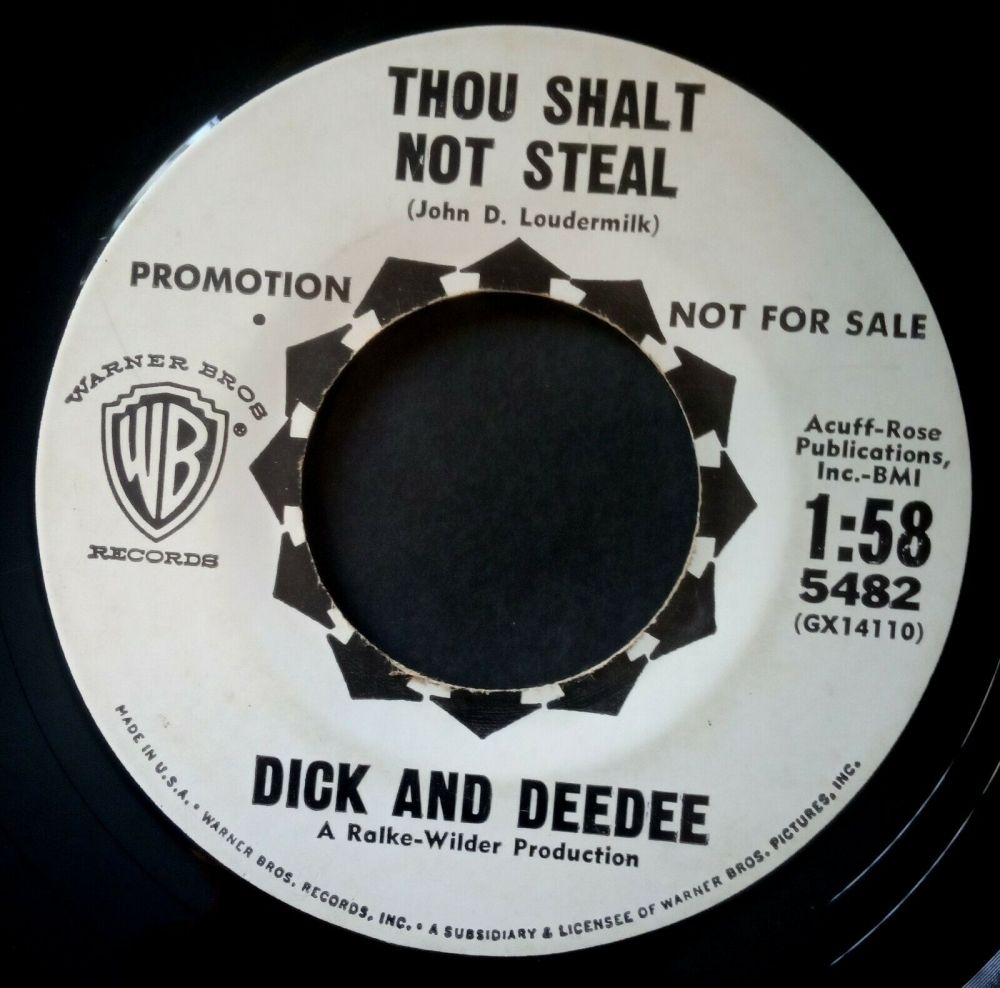 THOU SHALT
NOT STEAL
(John D. Loudermilk)
PROMOTION
NOT FOR SALE
WARNER BROS
®
WB
RECORDS
Acuff-Rose
Publications,
Inc.-BMI
1:58
5482
(GX14110)
DICK AND DEEDEE
A Ralke-Wilder Production
MADE IN U.S.A. • WARNER BROS. RECORDS, INC. • A SUBSIDIARY & LICENSEE OF WARNER BROS. PICTURES, INC.